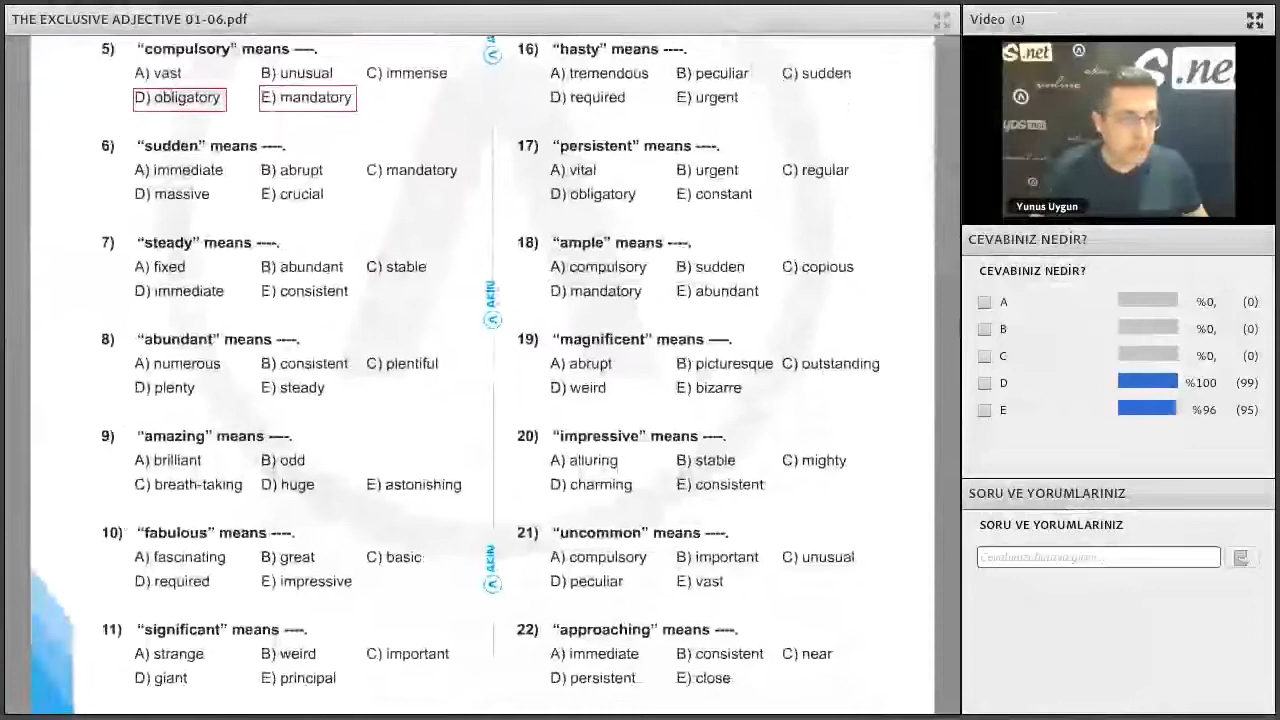 THE EXCLUSIVE ADJECTIVE 01-06.pdf
5) “compulsory” means ----.
A) vast B) unusual C) immense
D) obligatory E) mandatory
6) “sudden” means ----.
A) immediate B) abrupt C) mandatory
D) massive E) crucial
7) “steady” means ----.
A) fixed B) abundant C) stable
D) immediate E) consistent
8) “abundant” means ----.
A) numerous B) consistent C) plentiful
D) plenty E) steady
9) “amazing” means ----.
A) brilliant B) odd
C) breath-taking D) huge E) astonishing
10) “fabulous” means ----.
A) fascinating B) great C) basic
D) required E) impressive
11) “significant” means ----.
A) strange B) weird C) important
D) giant E) principal
AKIN
AKIN
16) “hasty” means ----.
A) tremendous B) peculiar C) sudden
D) required E) urgent
17) “persistent” means ----.
A) vital B) urgent C) regular
D) obligatory E) constant
18) “ample” means ----.
A) compulsory B) sudden C) copious
D) mandatory E) abundant
19) “magnificent” means ----.
A) abrupt B) picturesque C) outstanding
D) weird E) bizarre
20) “impressive” means ----.
A) alluring B) stable C) mighty
D) charming E) consistent
21) “uncommon” means ----.
A) compulsory B) important C) unusual
D) peculiar E) vast
22) “approaching” means ----.
A) immediate B) consistent C) near
D) persistent E) close
Video (1)
S.net
S.net
online
Yunus Uygun
CEVABINIZ NEDİR?
CEVABINIZ NEDİR?
A %0, (0)
B %0, (0)
C %0, (0)
D %100 (99)
E %96 (95)
SORU VE YORUMLARINIZ
SORU VE YORUMLARINIZ